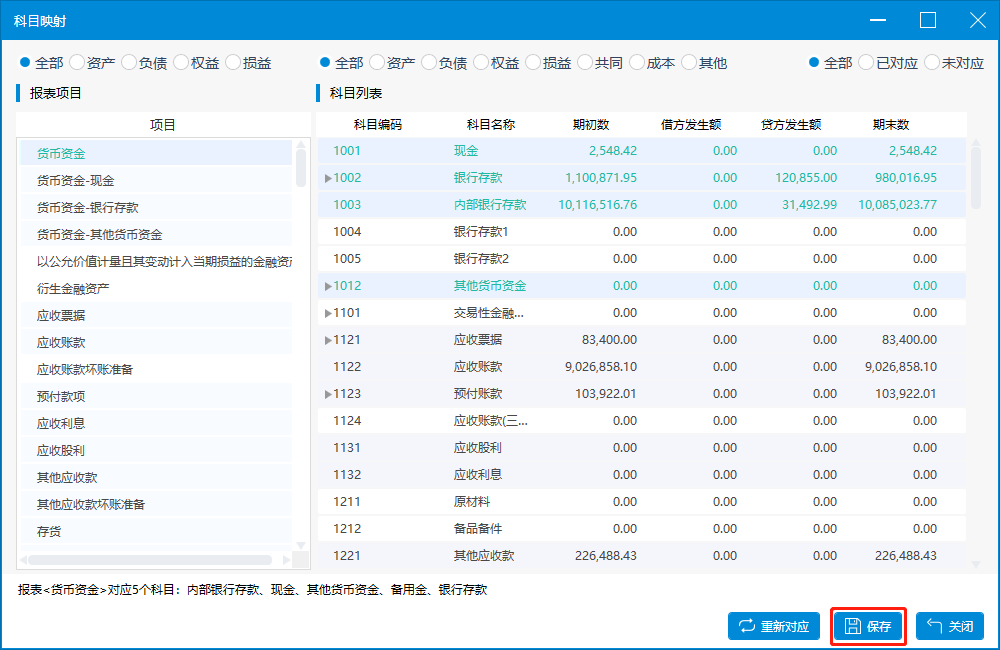 科目映射
全部 资产 负债 权益 损益 全部 资产 负债 权益 损益 共同 成本 其他 全部 已对应 未对应
报表项目 科目列表
项目
货币资金
货币资金-现金
货币资金-银行存款
货币资金-其他货币资金
以公允价值计量且其变动计入当期损益的金融资产
衍生金融资产
应收票据
应收账款
应收账款坏账准备
预付款项
应收利息
应收股利
其他应收款
其他应收款坏账准备
存货
科目编码 科目名称 期初数 借方发生额 贷方发生额 期末数
1001 现金 2,548.42 0.00 0.00 2,548.42
1002 银行存款 1,100,871.95 0.00 120,855.00 980,016.95
1003 内部银行存款 10,116,516.76 0.00 31,492.99 10,085,023.77
1004 银行存款1 0.00 0.00 0.00 0.00
1005 银行存款2 0.00 0.00 0.00 0.00
1012 其他货币资金 0.00 0.00 0.00 0.00
1101 交易性金融... 0.00 0.00 0.00 0.00
1121 应收票据 83,400.00 0.00 0.00 83,400.00
1122 应收账款 9,026,858.10 0.00 0.00 9,026,858.10
1123 预付账款 103,922.01 0.00 0.00 103,922.01
1124 应收账款(三... 0.00 0.00 0.00 0.00
1131 应收股利 0.00 0.00 0.00 0.00
1132 应收利息 0.00 0.00 0.00 0.00
1211 原材料 0.00 0.00 0.00 0.00
1212 备品备件 0.00 0.00 0.00 0.00
1221 其他应收款 226,488.43 0.00 0.00 226,488.43
报表<货币资金>对应5个科目：内部银行存款、现金、其他货币资金、备用金、银行存款
重新对应 保存 关闭